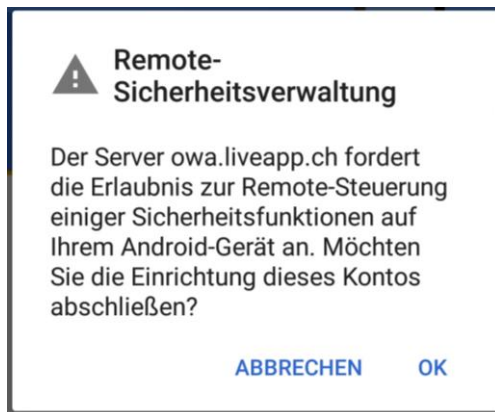 Remote-
Sicherheitsverwaltung
Der Server owa.liveapp.ch fordert
die Erlaubnis zur Remote-Steuerung
einiger Sicherheitsfunktionen auf
Ihrem Android-Gerät an. Möchten
Sie die Einrichtung dieses Kontos
abschließen?
ABBRECHEN OK